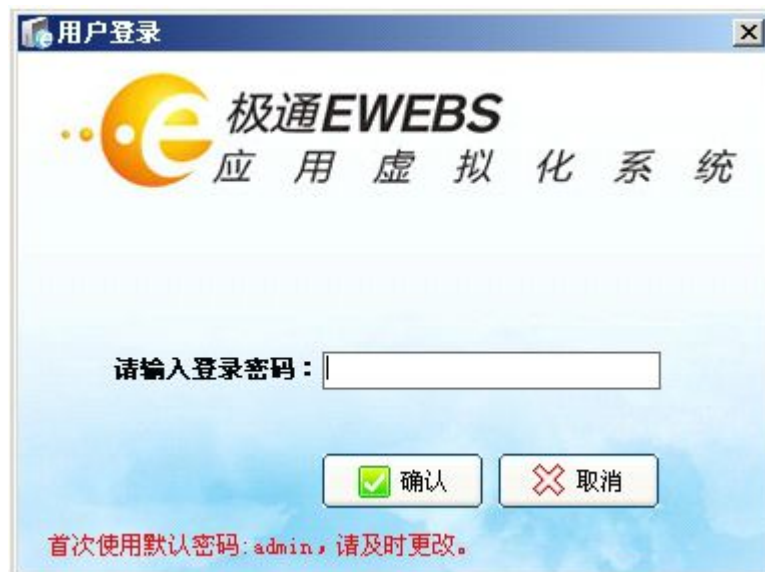 用户登录
极通EWEBS
应用虚拟化系统
请输入登录密码：
确认 取消
首次使用默认密码:admin，请及时更改。